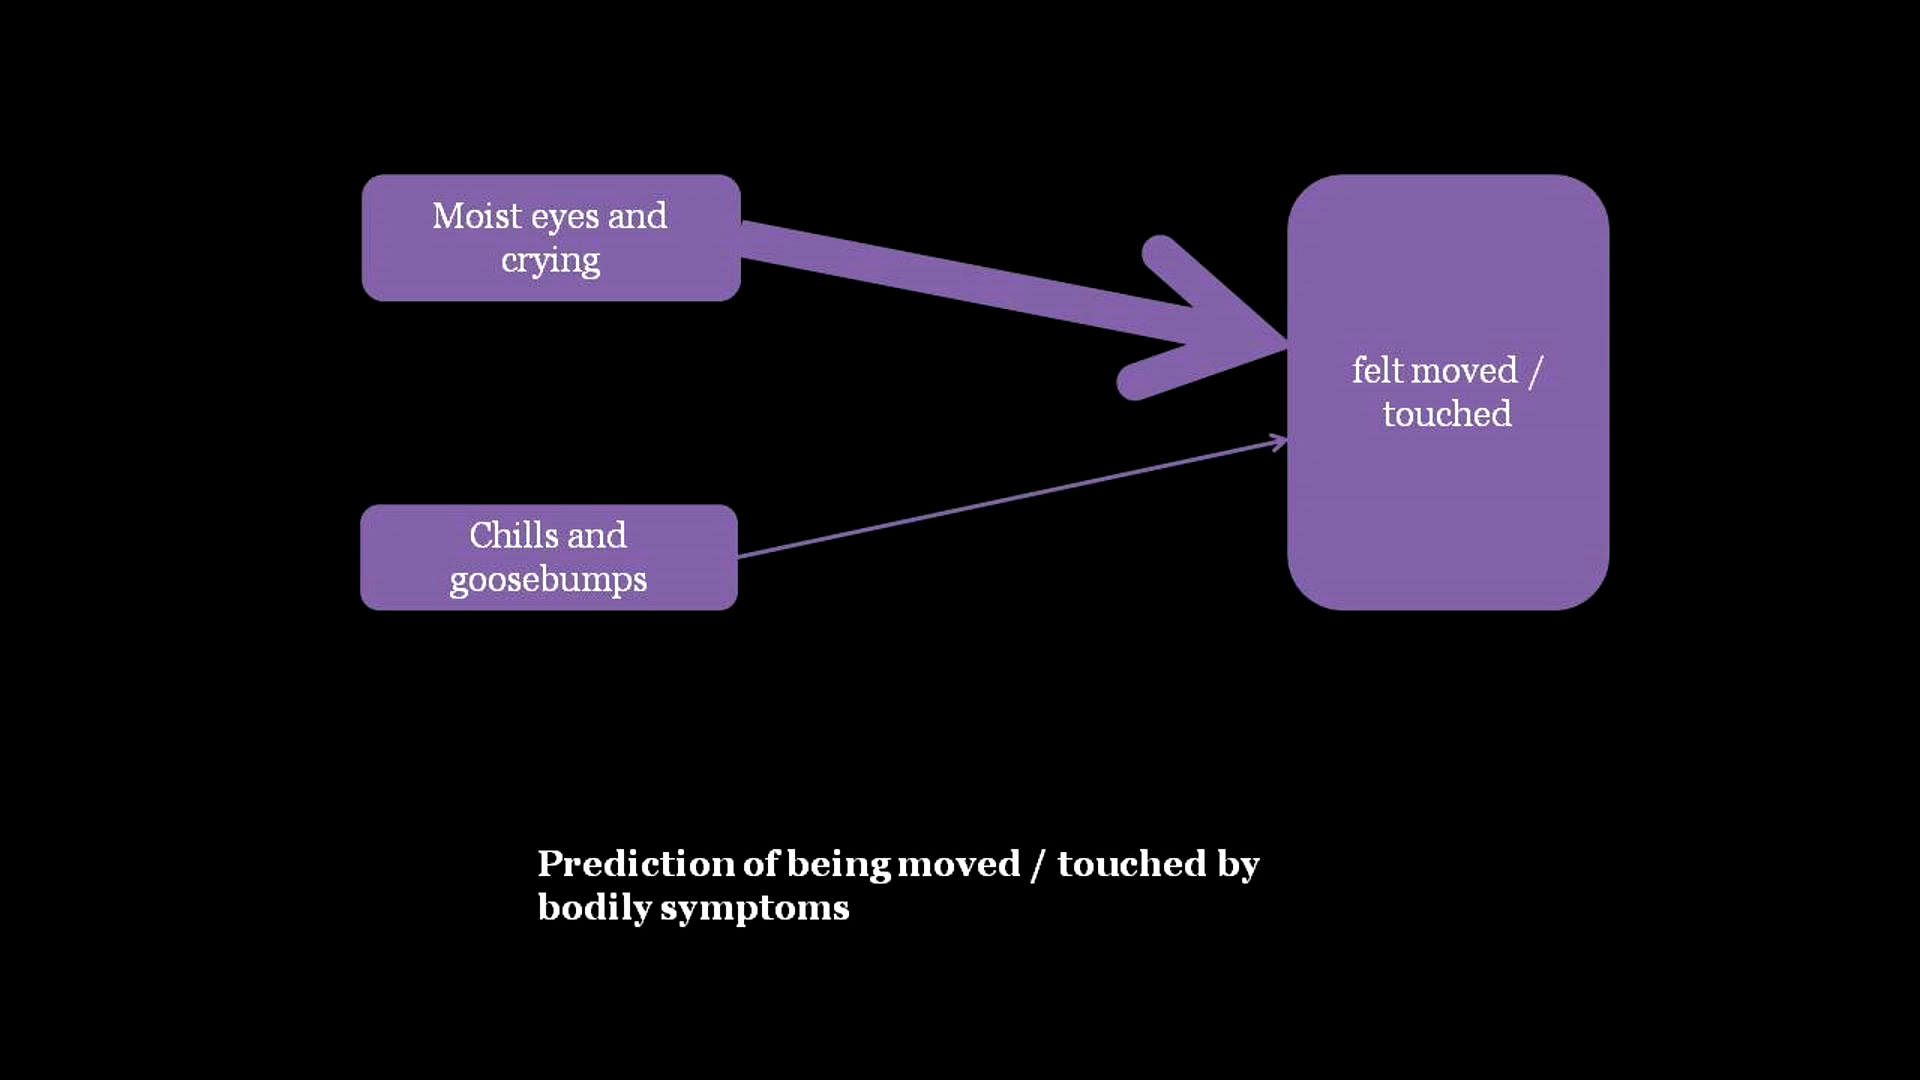 Moist eyes and
crying
felt moved /
touched
Chills and
goosebumps
Prediction of being moved / touched by
bodily symptoms